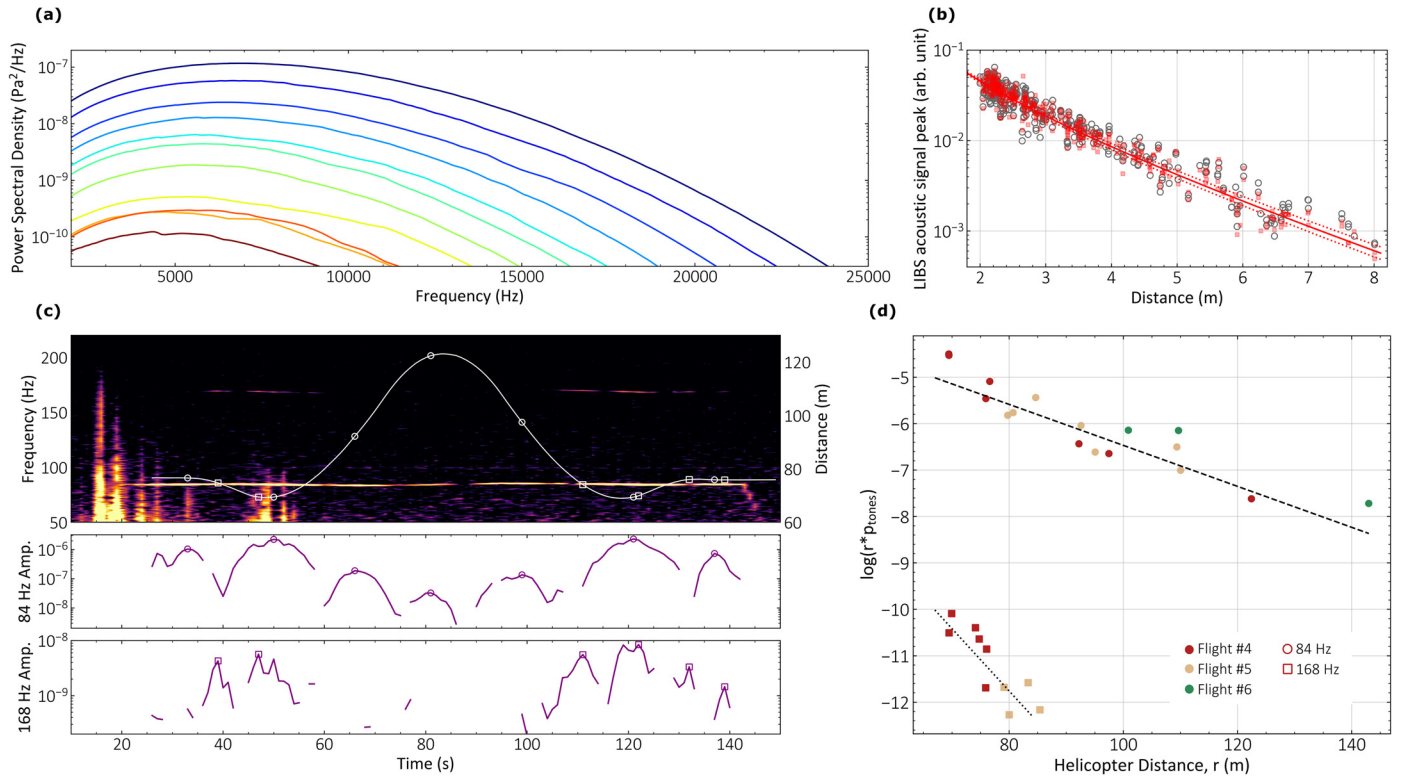 (a)
Power Spectral Density (Pa²/Hz)
10⁻⁷
10⁻⁸
10⁻⁹
10⁻¹⁰
5000 10000 15000 20000 25000
Frequency (Hz)
(b)
LIBS acoustic signal peak (arb. unit)
10⁻¹
10⁻²
10⁻³
2 3 4 5 6 7 8
Distance (m)
(c)
Frequency (Hz)
200
150
100
50
120
100
80
60
Distance (m)
84 Hz Amp.
10⁻⁶
10⁻⁷
10⁻⁸
168 Hz Amp.
10⁻⁸
10⁻⁹
20 40 60 80 100 120 140
Time (s)
(d)
log(r*pₜₒₙₑₛ)
−5
−6
−7
−8
−9
−10
−11
−12
Flight #4 84 Hz
Flight #5 168 Hz
Flight #6
80 100 120 140
Helicopter Distance, r (m)